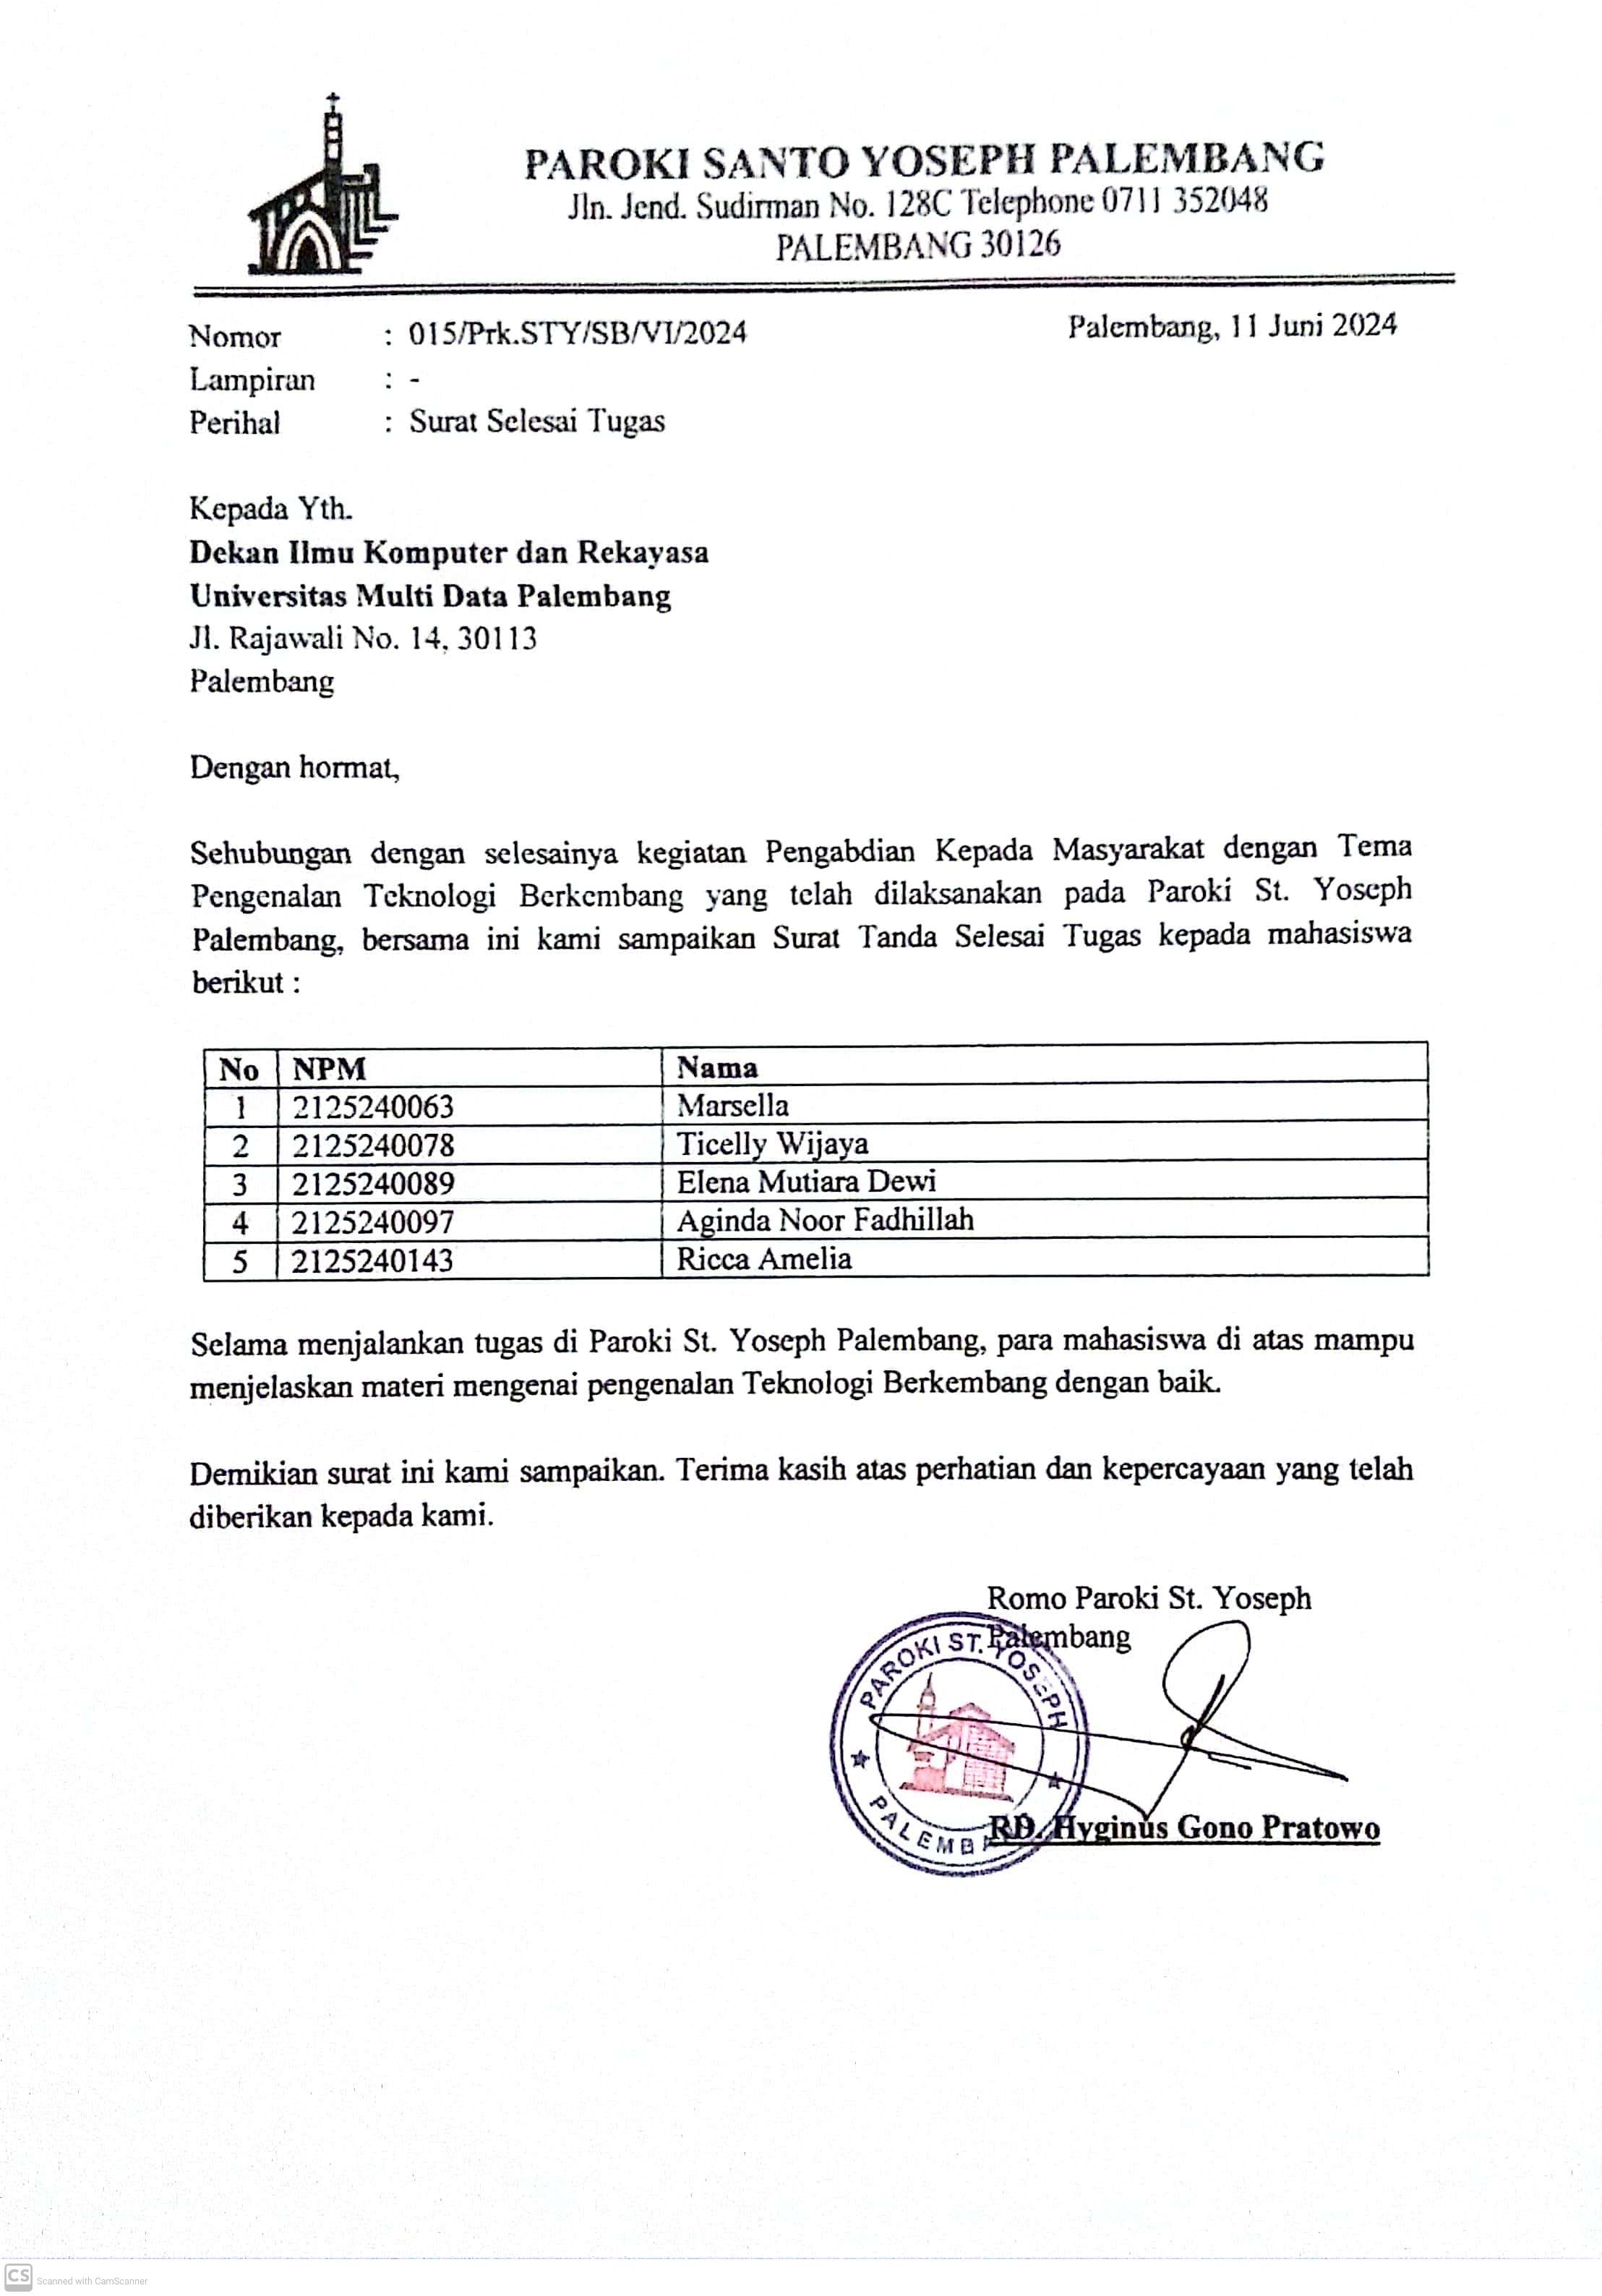 PAROKI SANTO YOSEPH PALEMBANG
Jln. Jend. Sudirman No. 128C Telephone 0711 352048
PALEMBANG 30126
Nomor : 015/Prk.STY/SB/VI/2024 Palembang, 11 Juni 2024
Lampiran : -
Perihal : Surat Selesai Tugas
Kepada Yth.
Dekan Ilmu Komputer dan Rekayasa
Universitas Multi Data Palembang
Jl. Rajawali No. 14, 30113
Palembang
Dengan hormat,
Sehubungan dengan selesainya kegiatan Pengabdian Kepada Masyarakat dengan Tema
Pengenalan Teknologi Berkembang yang telah dilaksanakan pada Paroki St. Yoseph
Palembang, bersama ini kami sampaikan Surat Tanda Selesai Tugas kepada mahasiswa
berikut :
No NPM Nama
1 2125240063 Marsella
2 2125240078 Ticelly Wijaya
3 2125240089 Elena Mutiara Dewi
4 2125240097 Aginda Noor Fadhillah
5 2125240143 Ricca Amelia
Selama menjalankan tugas di Paroki St. Yoseph Palembang, para mahasiswa di atas mampu
menjelaskan materi mengenai pengenalan Teknologi Berkembang dengan baik.
Demikian surat ini kami sampaikan. Terima kasih atas perhatian dan kepercayaan yang telah
diberikan kepada kami.
Romo Paroki St. Yoseph
Palembang
PAROKI ST. YOSEPH
PALEMBANG
RD. Hyginus Gono Pratowo
CS Scanned with CamScanner